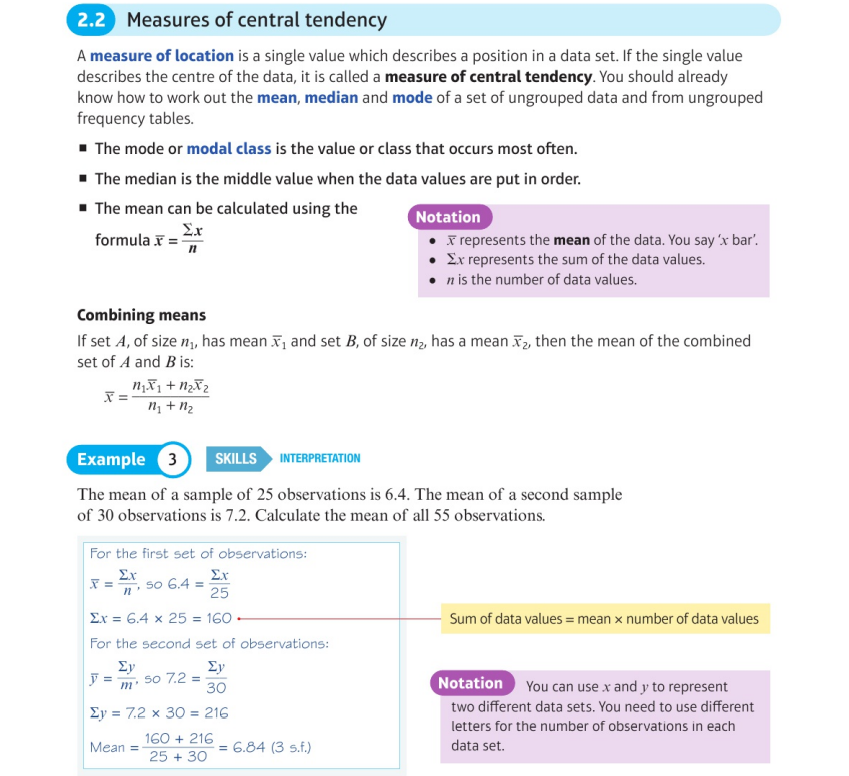 2.2 Measures of central tendency
A measure of location is a single value which describes a position in a data set. If the single value
describes the centre of the data, it is called a measure of central tendency. You should already
know how to work out the mean, median and mode of a set of ungrouped data and from ungrouped
frequency tables.
■ The mode or modal class is the value or class that occurs most often.
■ The median is the middle value when the data values are put in order.
■ The mean can be calculated using the
formula x̅ = Σx/n
Notation
• x̅ represents the mean of the data. You say ‘x bar’.
• Σx represents the sum of the data values.
• n is the number of data values.
Combining means
If set A, of size n₁, has mean x̅₁ and set B, of size n₂, has a mean x̅₂, then the mean of the combined
set of A and B is:
x̅ = (n₁x̅₁ + n₂x̅₂)/(n₁ + n₂)
Example 3 SKILLS INTERPRETATION
The mean of a sample of 25 observations is 6.4. The mean of a second sample
of 30 observations is 7.2. Calculate the mean of all 55 observations.
For the first set of observations:
x̅ = Σx/n, so 6.4 = Σx/25
Σx = 6.4 × 25 = 160
Sum of data values = mean × number of data values
For the second set of observations:
y̅ = Σy/m, so 7.2 = Σy/30
Σy = 7.2 × 30 = 216
Mean = (160 + 216)/(25 + 30) = 6.84 (3 s.f.)
Notation You can use x and y to represent
two different data sets. You need to use different
letters for the number of observations in each
data set.